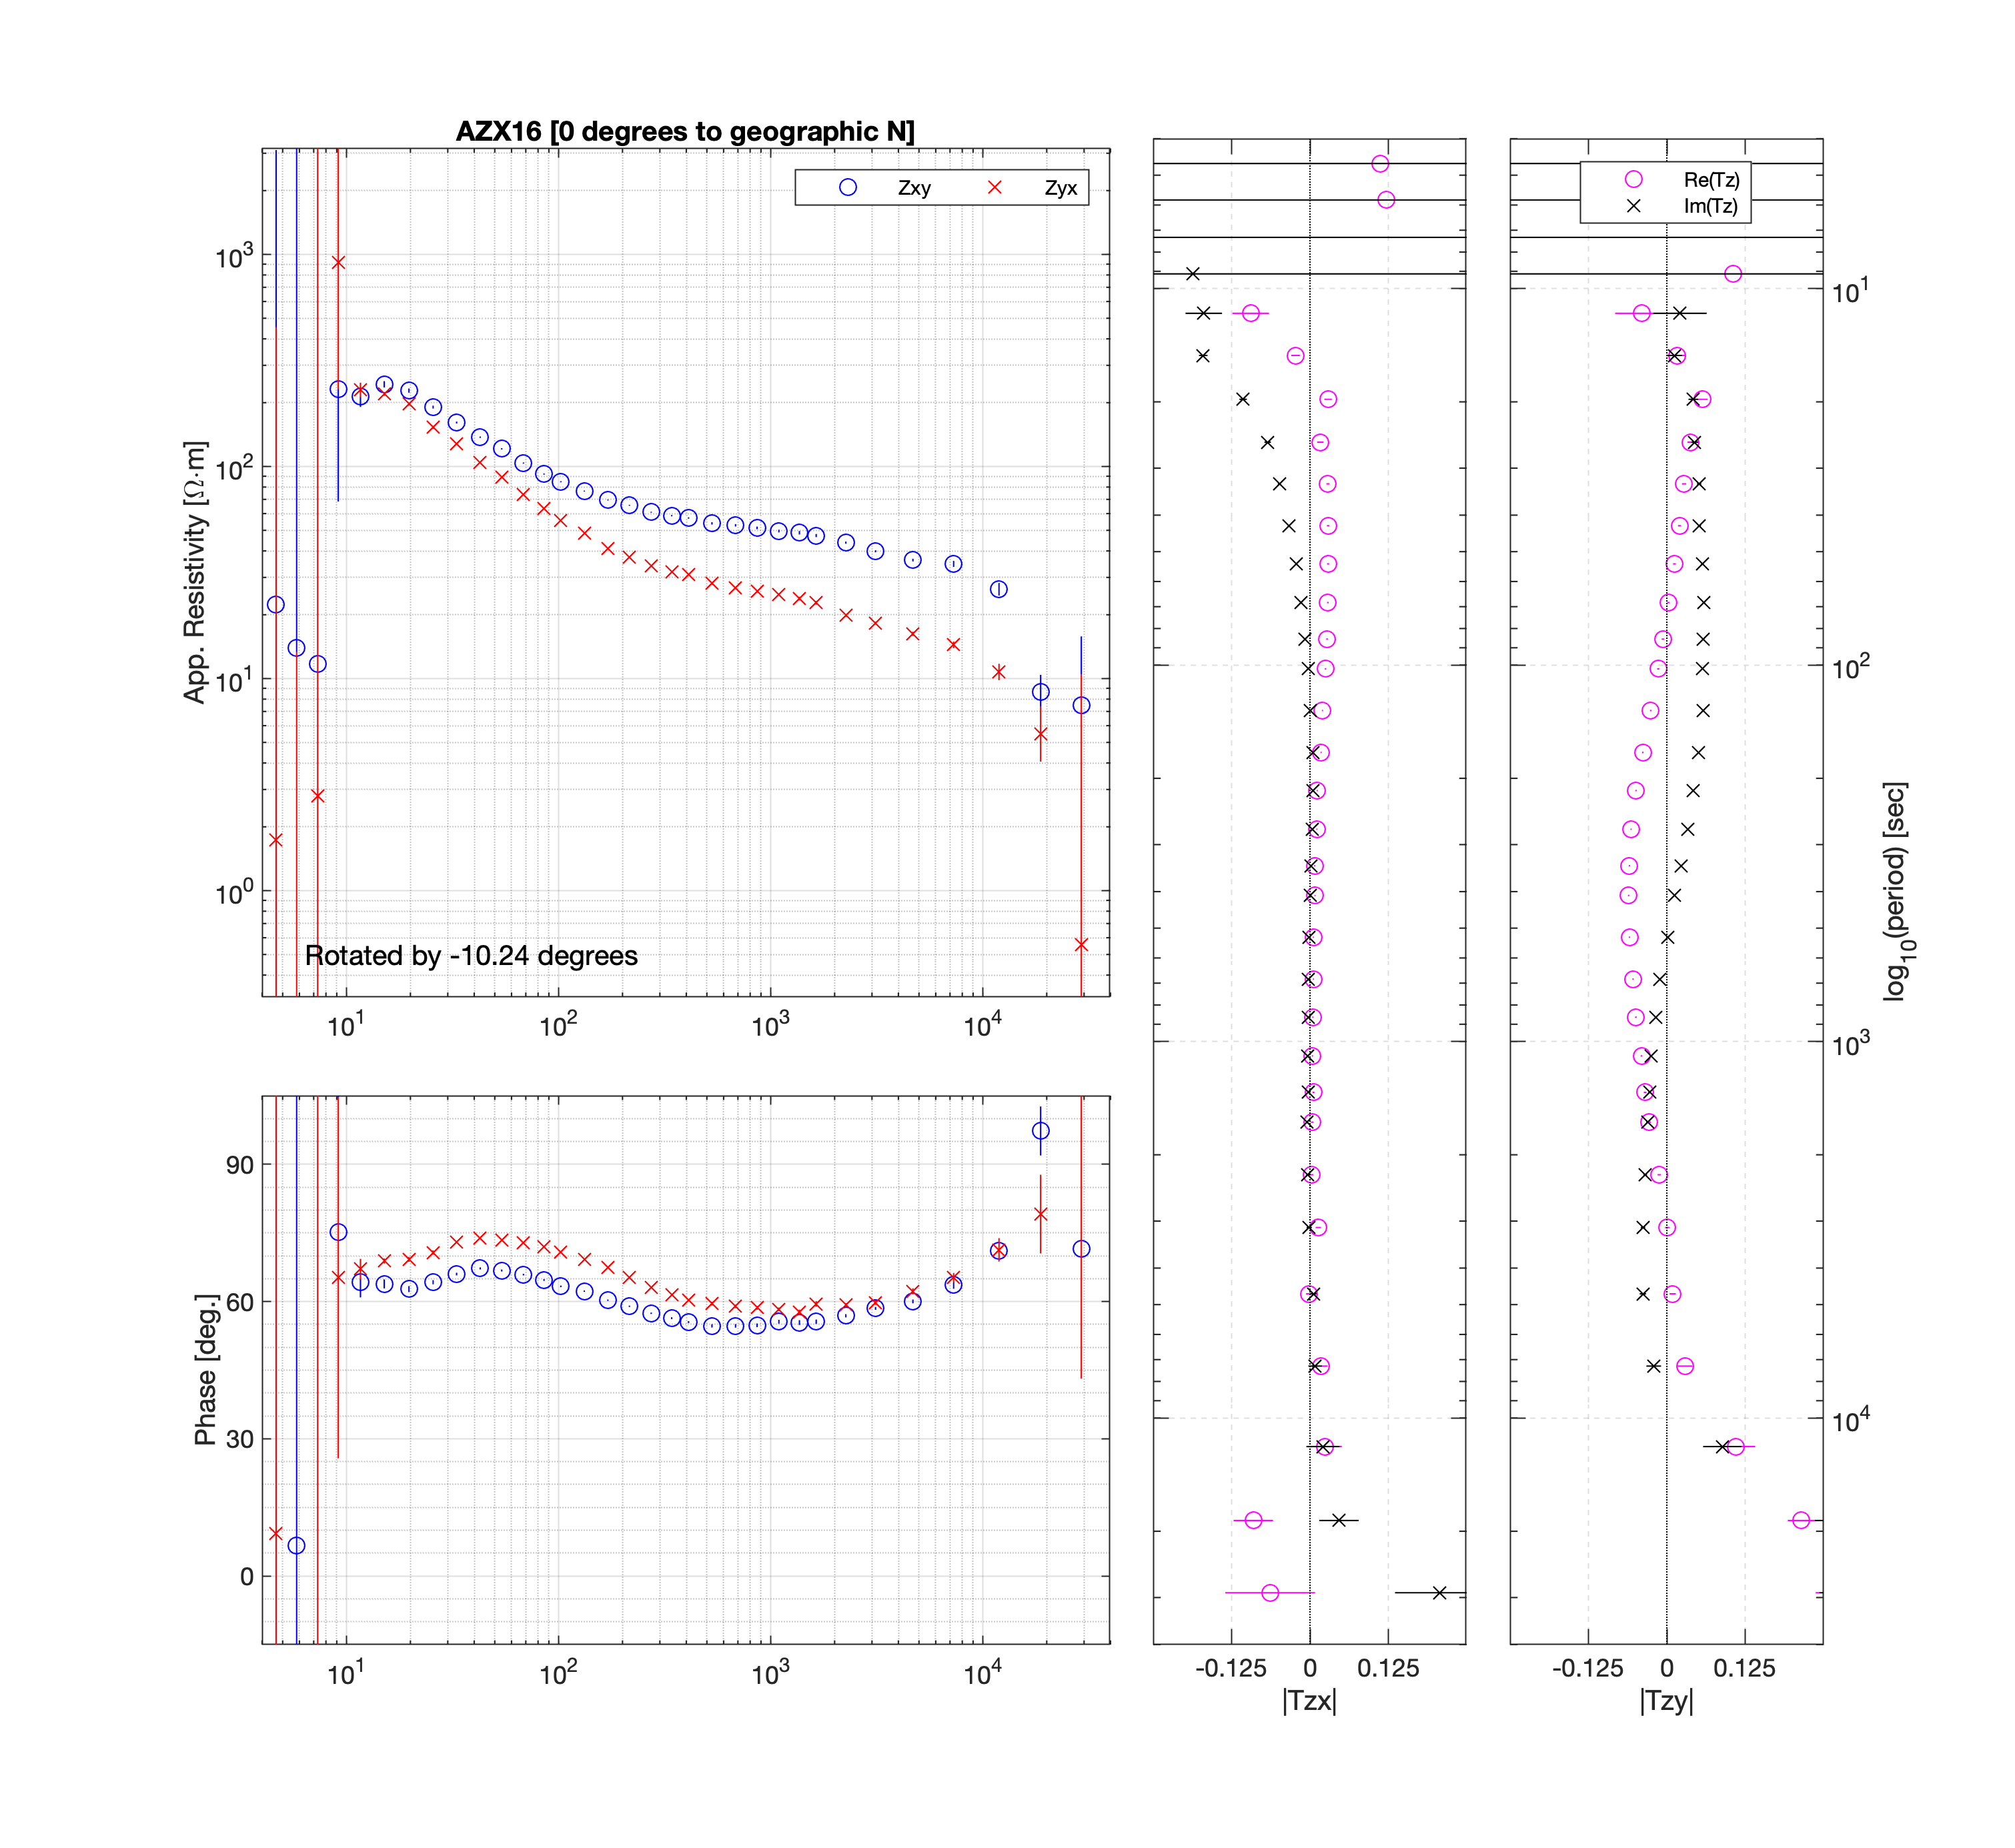 AZX16 [0 degrees to geographic N]
Zxy Zyx
App. Resistivity [Ω·m]
10^3
10^2
10^1
10^0
Rotated by -10.24 degrees
10^1 10^2 10^3 10^4
Phase [deg.]
90
60
30
0
10^1 10^2 10^3 10^4
-0.125 0 0.125
|Tzx|
Re(Tz)
Im(Tz)
10^1
10^2
10^3
10^4
log_10(period) [sec]
-0.125 0 0.125
|Tzy|